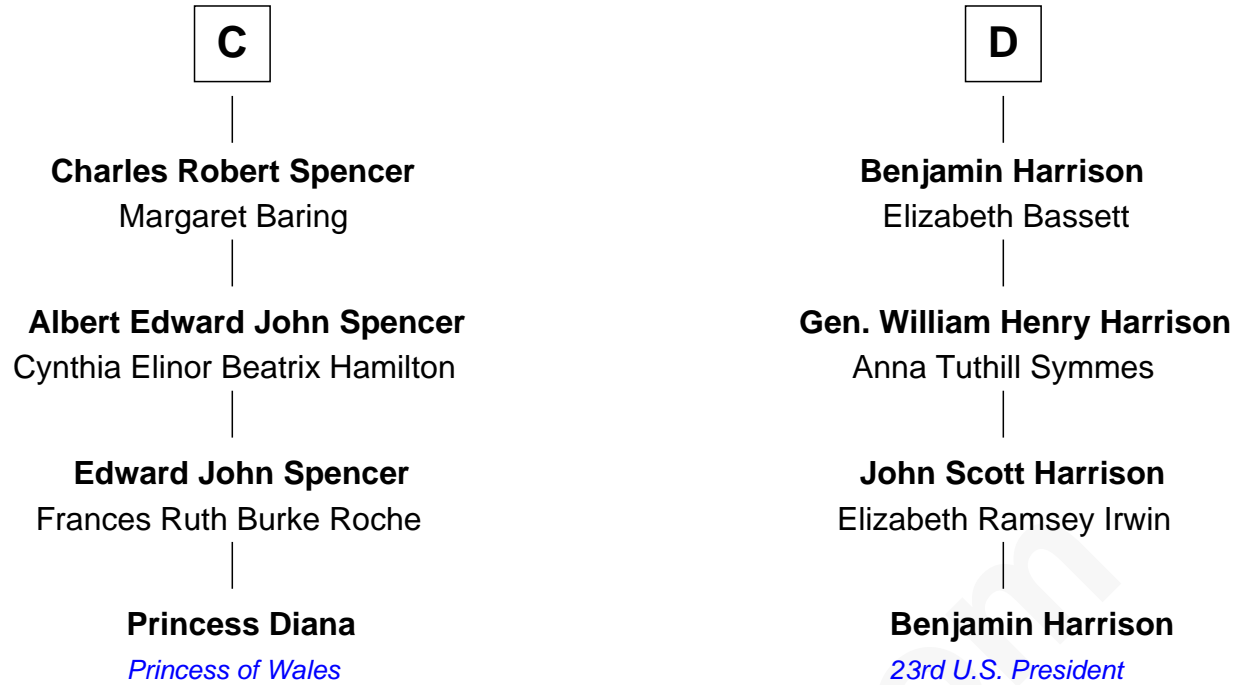 C
Charles Robert Spencer
Margaret Baring
Albert Edward John Spencer
Cynthia Elinor Beatrix Hamilton
Edward John Spencer
Frances Ruth Burke Roche
Princess Diana
Princess of Wales
D
Benjamin Harrison
Elizabeth Bassett
Gen. William Henry Harrison
Anna Tuthill Symmes
John Scott Harrison
Elizabeth Ramsey Irwin
Benjamin Harrison
23rd U.S. President